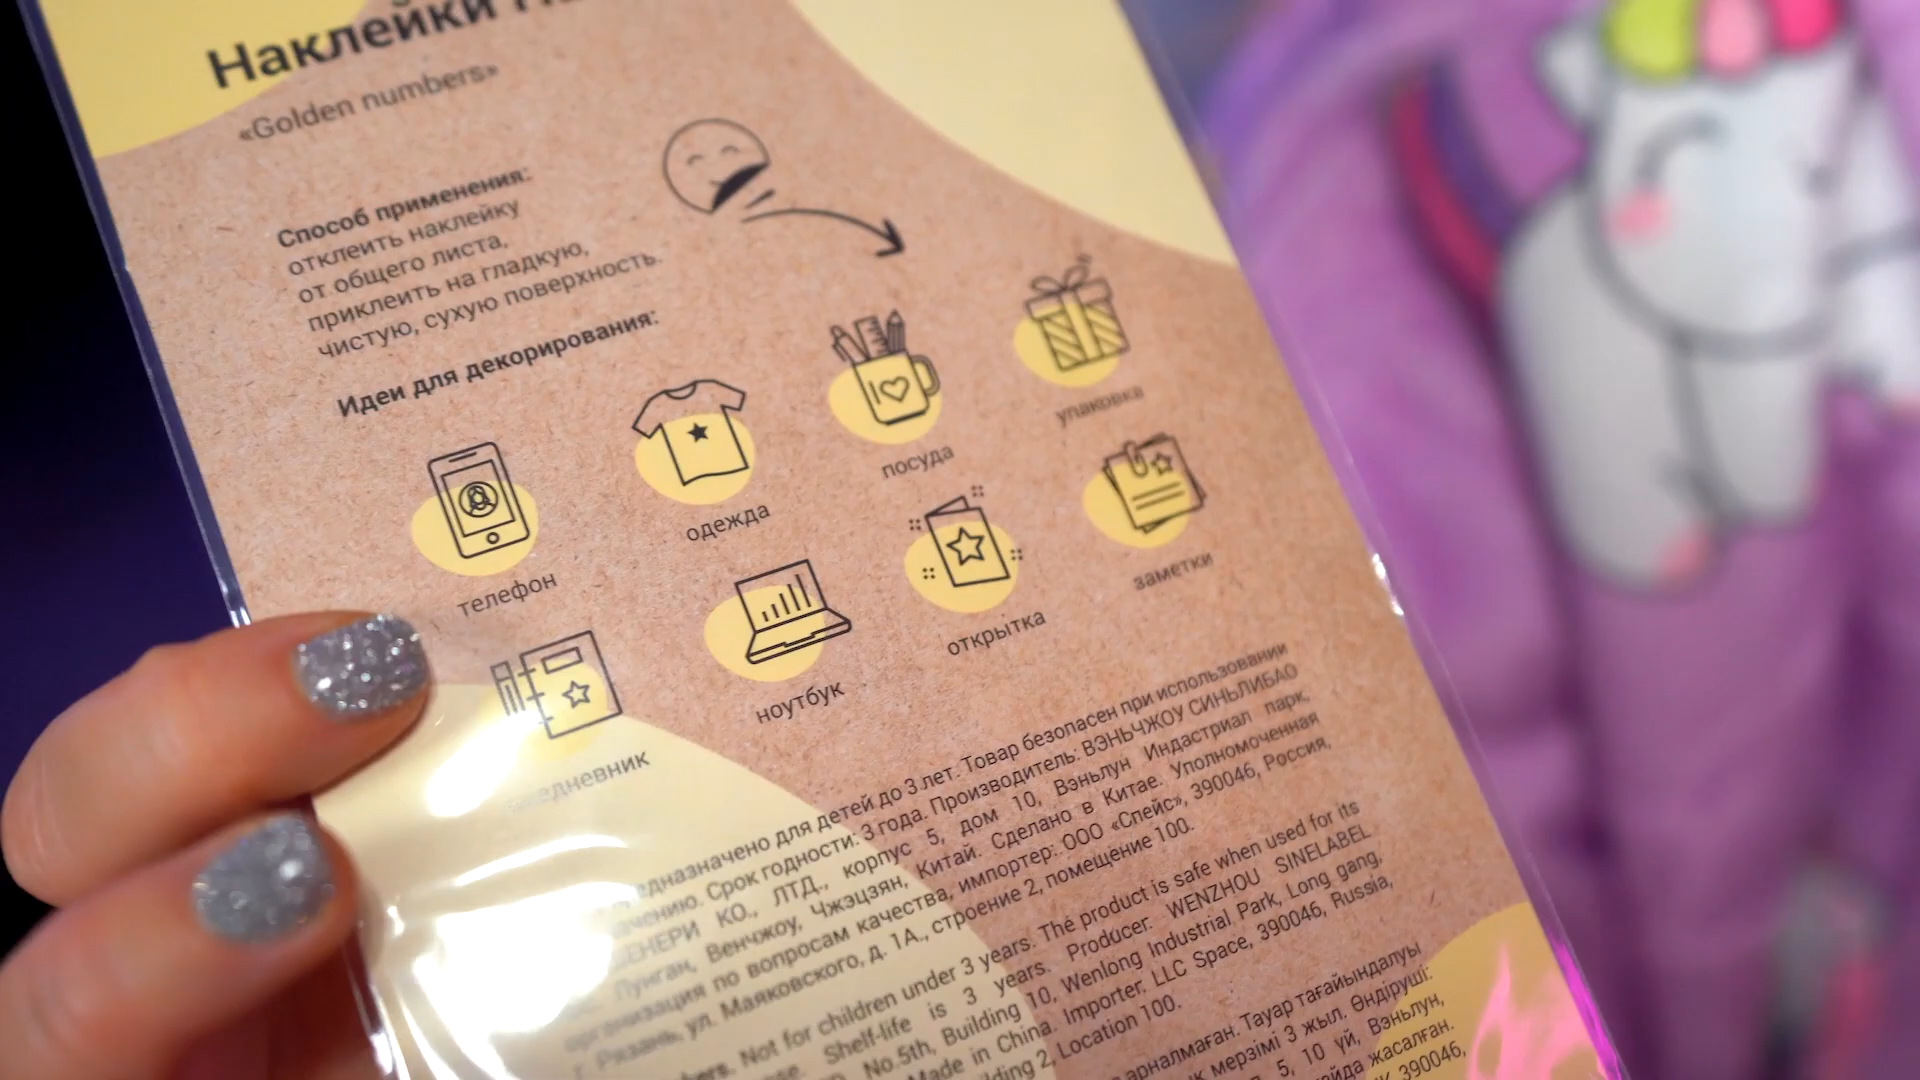 Наклейки
«Golden numbers»
Способ применения:
отклеить наклейку
от общего листа,
приклеить на гладкую,
чистую, сухую поверхность.
Идеи для декорирования:
упаковка
посуда
одежда
телефон
заметки
открытка
ноутбук
ежедневник
для детей до 3 лет. Товар безопасен при использовании
Срок годности: 3 года. Производитель: ВЭНЬЧЖОУ СИНЬЛИБАО
КО., ЛТД., корпус 5, дом 10, Вэньлун Индастриал парк,
Лунган, Венчжоу, Чжэцзян, Китай. Сделано в Китае. Уполномоченная
организация по вопросам качества, импортер: ООО «Спейс», 390046, Россия,
г. Рязань, ул. Маяковского, д. 1А., строение 2, помещение 100.
Not for children under 3 years. The product is safe when used for its
Shelf-life is 3 years. Producer: WENZHOU SINELABEL
No.5th, Building 10, Wenlong Industrial Park, Long gang,
Made in China. Importer: LLC Space, 390046, Russia,
2, Location 100.
арналмаған. Тауар тағайындалуы
мерзімі 3 жыл. Өндіруші:
5, 10 үй, Вэньлун,
жасалған.
390046,